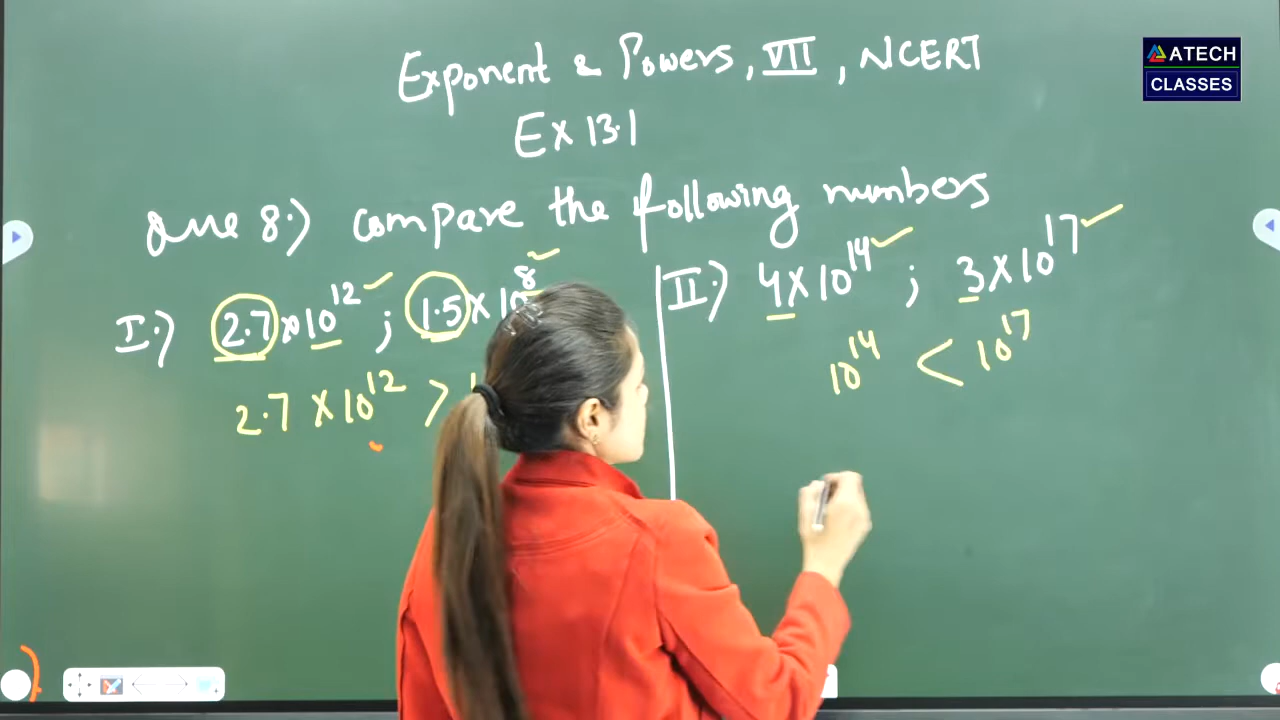 Exponent & Powers, VII, NCERT
ATECH
CLASSES
Ex 13.1
Que 8.) compare the following numbers
I.) 2.7 × 10^12 ; 1.5 × 10^8
II.) 4 × 10^14 ; 3 × 10^17
2.7 × 10^12 >
10^14 < 10^17